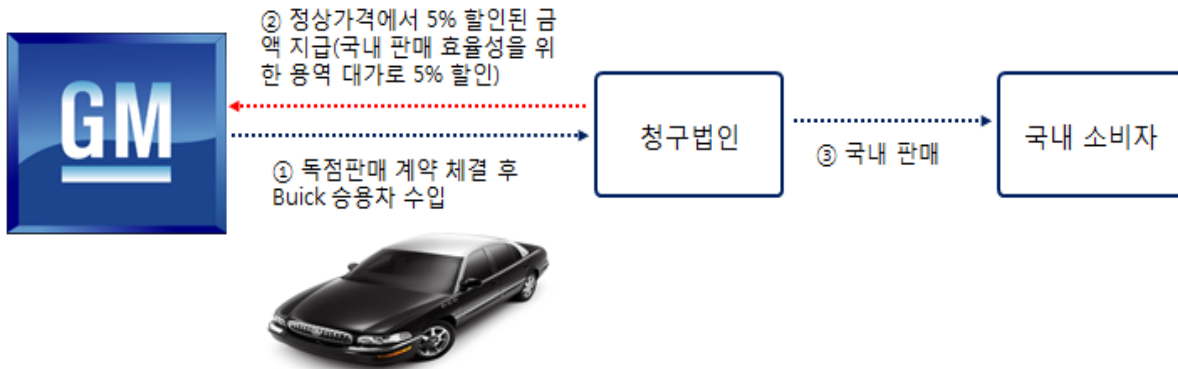 ② 정상가격에서 5% 할인된 금
액 지급(국내 판매 효율성을 위
한 용역 대가로 5% 할인)
GM
청구법인
③ 국내 판매
국내 소비자
① 독점판매 계약 체결 후
Buick 승용차 수입